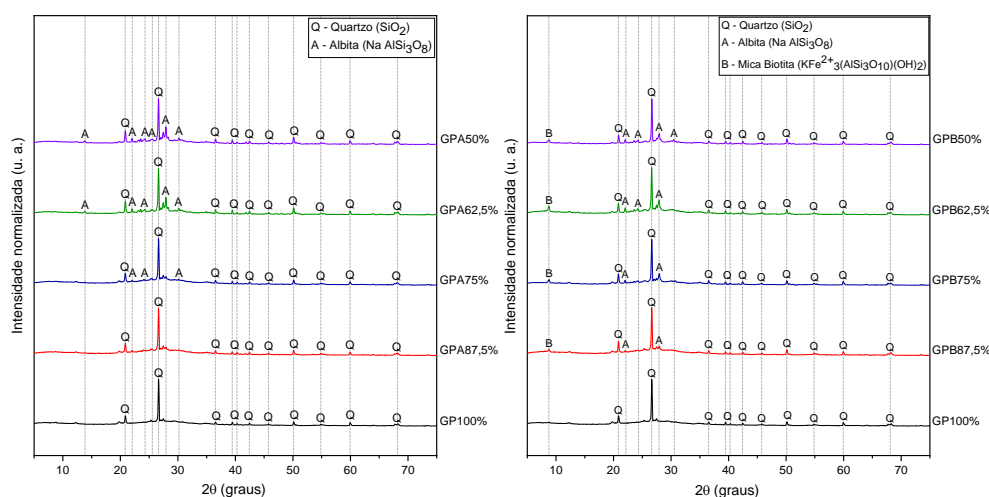 Q - Quartzo (SiO2)
A - Albita (Na AlSi3O8)
Q
A Q A A A A A Q Q Q Q Q Q Q Q
GPA50%
Q
A Q A A A A A Q Q Q Q Q Q Q Q
GPA62,5%
Q
Q A A A Q Q Q Q Q Q Q Q
GPA75%
Q
Q Q Q Q Q Q Q Q Q
GPA87,5%
Q
Q Q Q Q Q Q Q Q Q
GP100%
Intensidade normalizada (u. a.)
10 20 30 40 50 60 70
2θ (graus)
Q - Quartzo (SiO2)
A - Albita (Na AlSi3O8)
B - Mica Biotita (KFe2+3(AlSi3O10)(OH)2)
Q
B Q A A A A Q Q Q Q Q Q Q Q
GPB50%
Q
B Q A A A Q Q Q Q Q Q Q Q
GPB62,5%
Q
B Q A A Q Q Q Q Q Q Q Q
GPB75%
Q
B Q A A Q Q Q Q Q Q Q Q
GPB87,5%
Q
Q Q Q Q Q Q Q Q Q
GP100%
Intensidade normalizada (u. a.)
10 20 30 40 50 60 70
2θ (graus)